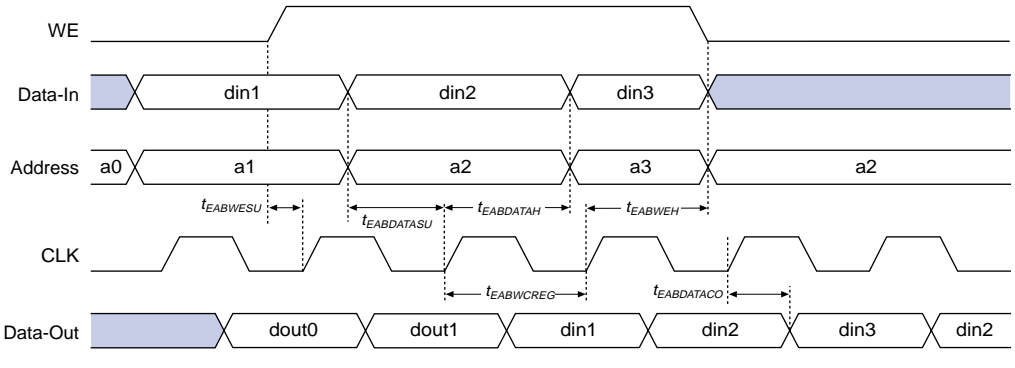 WE
Data-In din1 din2 din3
Address a0 a1 a2 a3 a2
tEABWESU tEABDATASU tEABDATAH tEABWEH
CLK
tEABWCREG tEABDATACO
Data-Out dout0 dout1 din1 din2 din3 din2